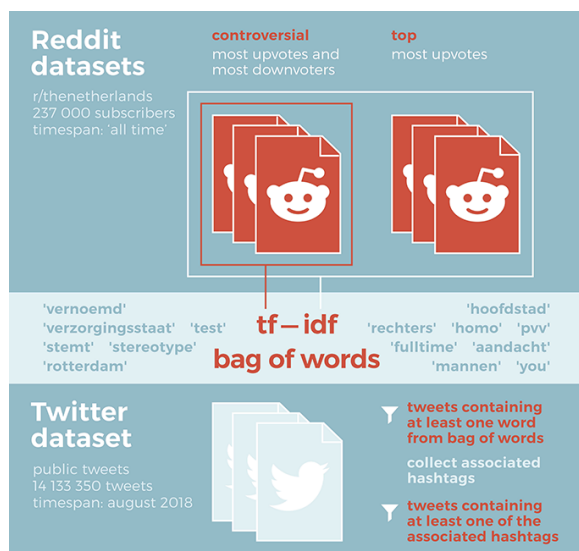 Reddit
datasets
r/thenetherlands
237 000 subscribers
timespan: 'all time'
controversial
most upvotes and
most downvoters
top
most upvotes
'vernoemd'
'verzorgingsstaat' 'test'
'stemt' 'stereotype'
'rotterdam'
tf – idf
bag of words
'hoofdstad'
'rechters' 'homo' 'pvv'
'fulltime' 'aandacht'
'mannen' 'you'
Twitter
dataset
public tweets
14 133 350 tweets
timespan: august 2018
tweets containing
at least one word
from bag of words
collect associated
hashtags
tweets containing
at least one of the
associated hashtags